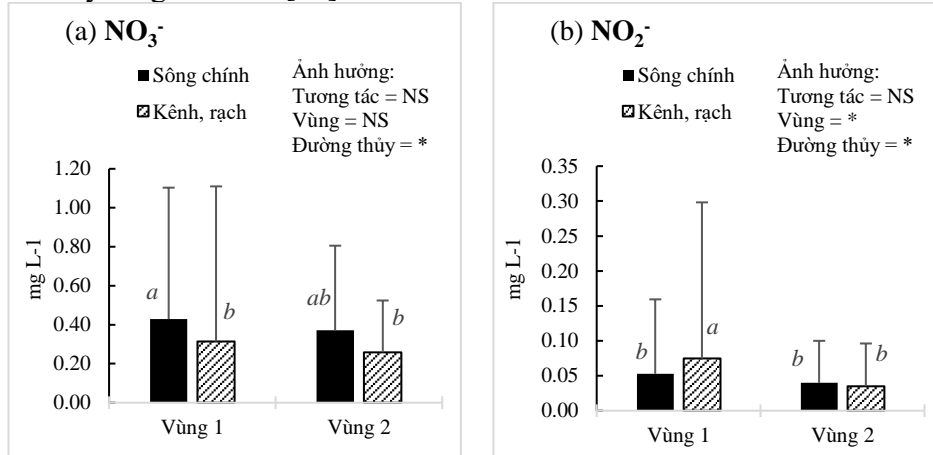 (a) NO3-
■Sông chính
Kênh, rạch
Ảnh hưởng:
Tương tác = NS
Vùng = NS
Đường thủy = *
mg L-1
1.20
1.00
0.80
0.60
0.40
0.20
0.00
a
b
ab
b
Vùng 1
Vùng 2
(b) NO2-
■Sông chính
Kênh, rạch
Ảnh hưởng:
Tương tác = NS
Vùng = *
Đường thủy = *
mg L-1
0.35
0.30
0.25
0.20
0.15
0.10
0.05
0.00
b
a
b
b
Vùng 1
Vùng 2